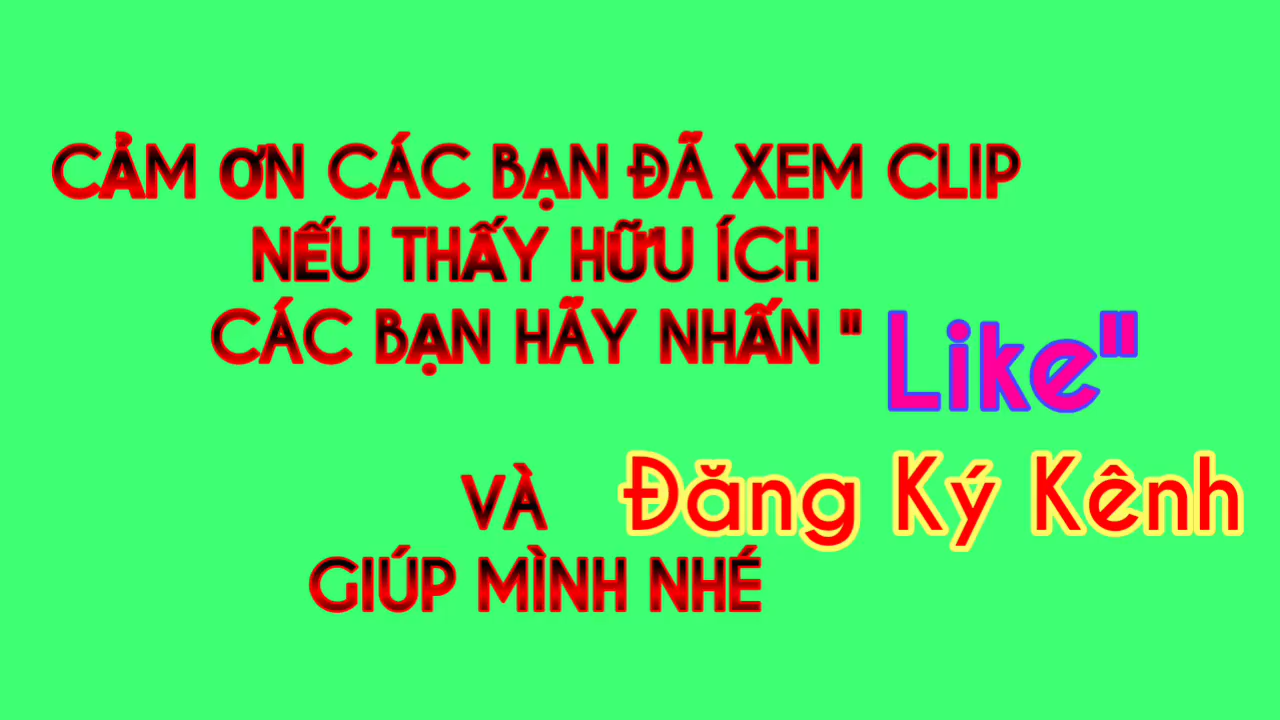 CẢM ƠN CÁC BẠN ĐÃ XEM CLIP
NẾU THẤY HỮU ÍCH
CÁC BẠN HÃY NHẤN " Like"
VÀ Đăng Ký Kênh
GIÚP MÌNH NHÉ